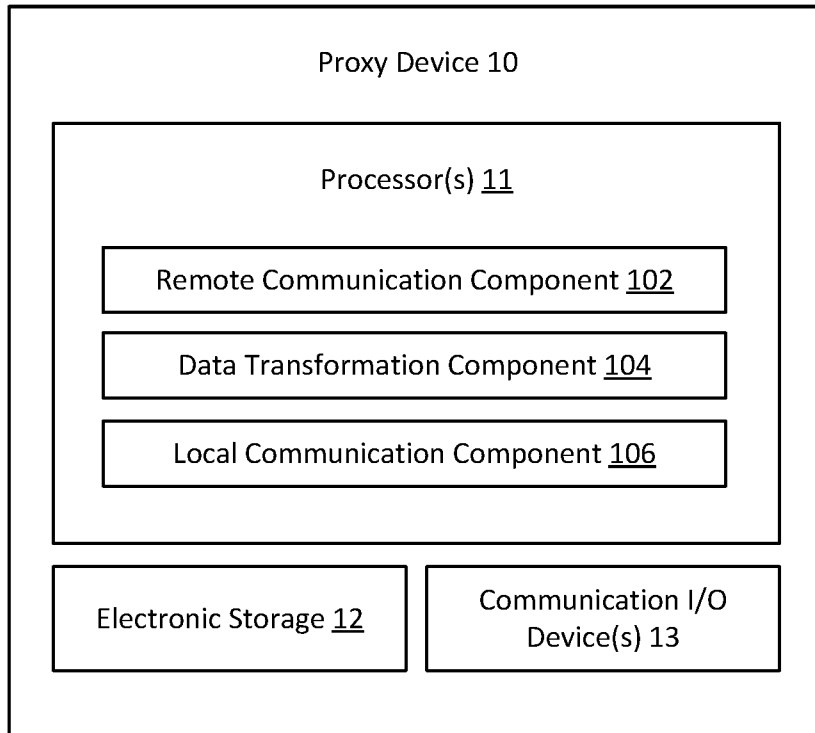 Proxy Device 10
Processor(s) 11
Remote Communication Component 102
Data Transformation Component 104
Local Communication Component 106
Electronic Storage 12
Communication I/O
Device(s) 13